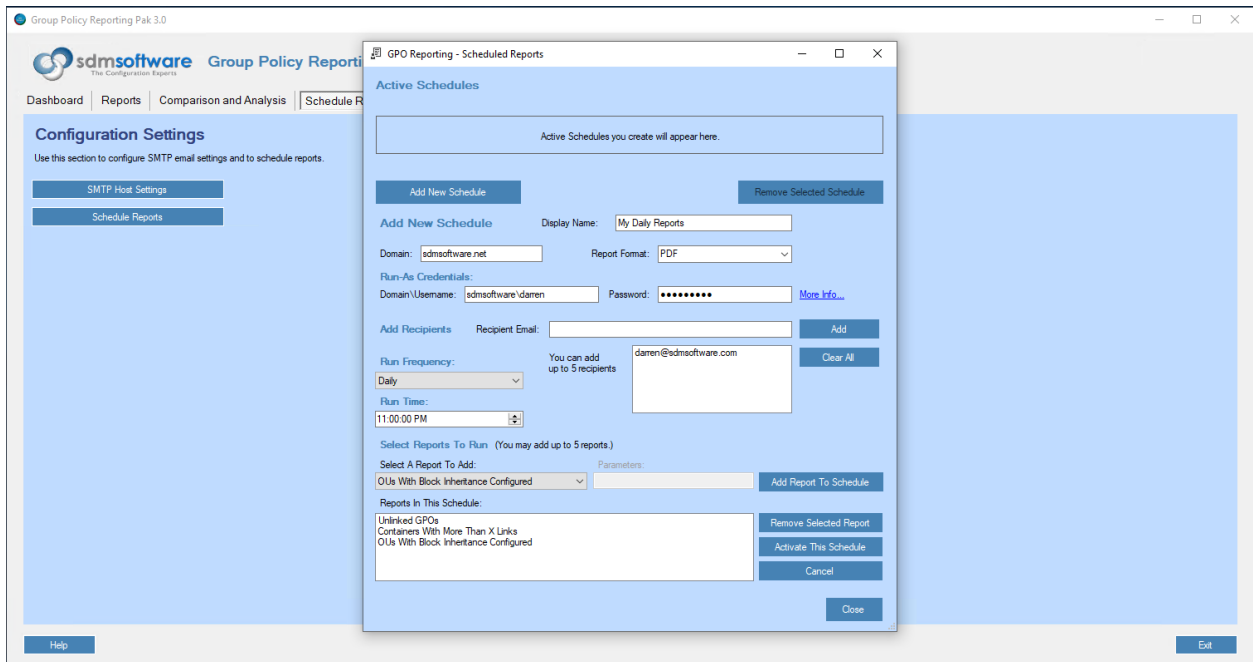 Group Policy Reporting Pak 3.0
sdmsoftware
The Configuration Experts
Group Policy Reporti
Dashboard
Reports
Comparison and Analysis
Schedule R
Configuration Settings
Use this section to configure SMTP email settings and to schedule reports.
SMTP Host Settings
Schedule Reports
GPO Reporting - Scheduled Reports
Active Schedules
Active Schedules you create will appear here.
Add New Schedule
Remove Selected Schedule
Add New Schedule
Display Name:
My Daily Reports
Domain:
sdmsoftware.net
Report Format:
PDF
Run-As Credentials:
Domain\Username:
sdmsoftware\darren
Password:
●●●●●●●●●
More Info...
Add Recipients
Recipient Email:
Add
Run Frequency:
Daily
You can add
up to 5 recipients
darren@sdmsoftware.com
Clear All
Run Time:
11:00:00 PM
Select Reports To Run (You may add up to 5 reports.)
Select A Report To Add:
Parameters:
OUs With Block Inheritance Configured
Add Report To Schedule
Reports In This Schedule:
Unlinked GPOs
Containers With More Than X Links
OUs With Block Inheritance Configured
Remove Selected Report
Activate This Schedule
Cancel
Close
Help
Exit